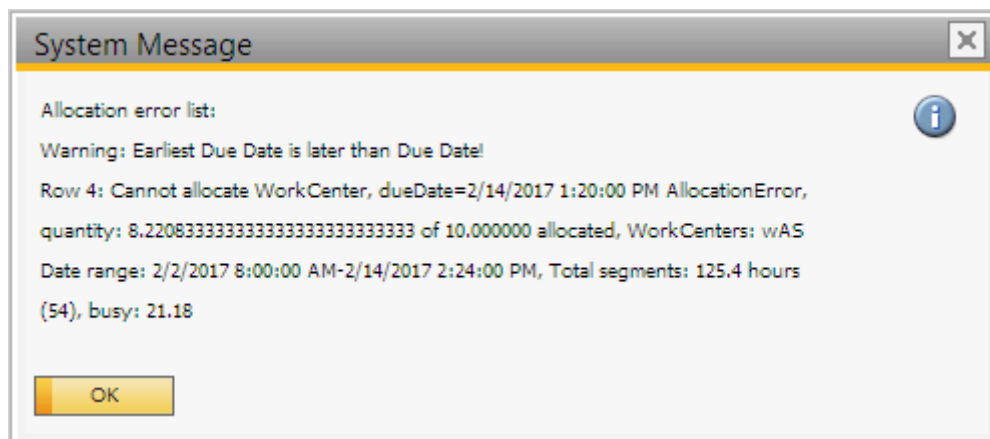 System Message
Allocation error list:
Warning: Earliest Due Date is later than Due Date!
Row 4: Cannot allocate WorkCenter, dueDate=2/14/2017 1:20:00 PM AllocationError,
quantity: 8.2208333333333333333333333333 of 10.000000 allocated, WorkCenters: wAS
Date range: 2/2/2017 8:00:00 AM-2/14/2017 2:24:00 PM, Total segments: 125.4 hours
(54), busy: 21.18
OK